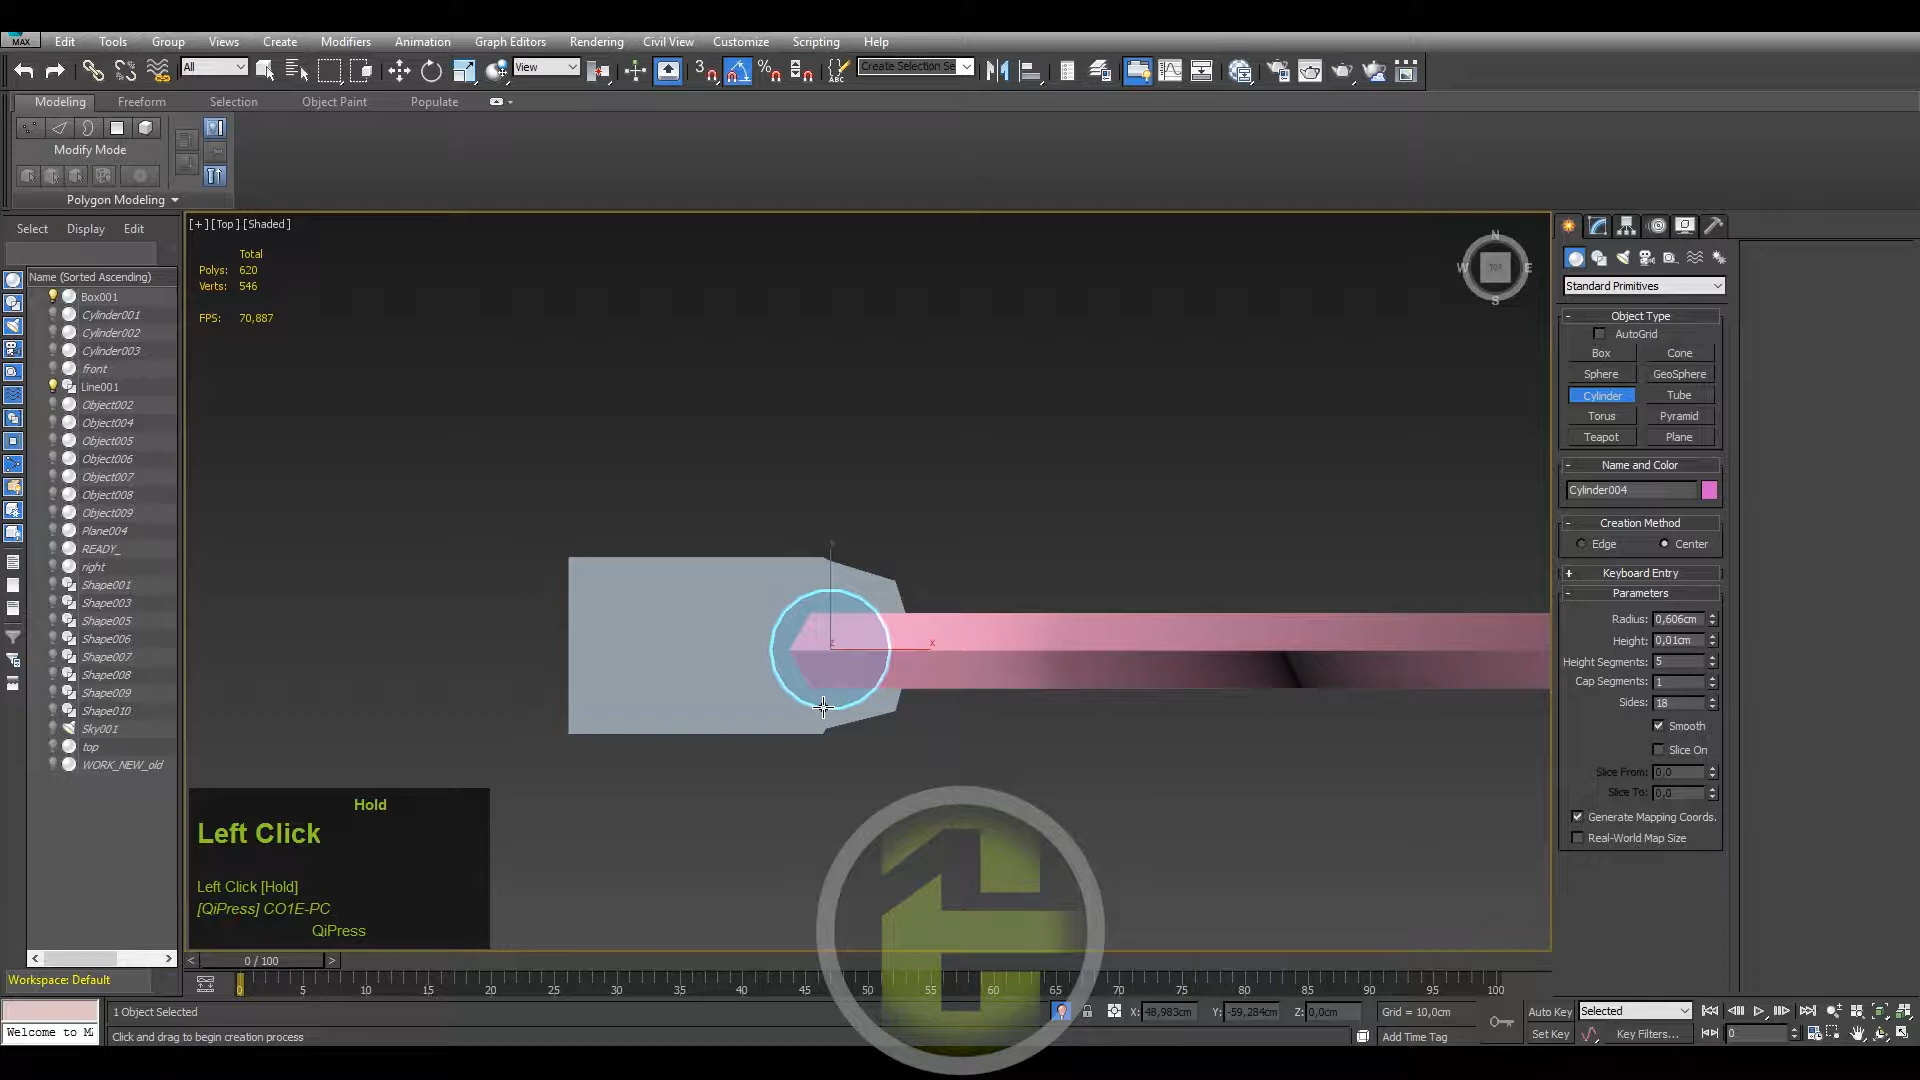 MAX Edit Tools Group Views Create Modifiers Animation Graph Editors Rendering Civil View Customize Scripting Help
All View 3 Create Selection Se
Modeling Freeform Selection Object Paint Populate
Modify Mode
Polygon Modeling
Select Display Edit
Name (Sorted Ascending)
Box001
Cylinder001
Cylinder002
Cylinder003
front
Line001
Object002
Object004
Object005
Object006
Object007
Object008
Object009
Plane004
READY_
right
Shape001
Shape003
Shape005
Shape006
Shape007
Shape008
Shape009
Shape010
Sky001
top
WORK_NEW_old
[+] [Top] [Shaded]
Total
Polys: 620
Verts: 546
FPS: 70,887
N
W TOP E
S
x
z
Hold
Left Click
Left Click [Hold]
[QiPress] CO1E-PC
QiPress
Standard Primitives
- Object Type
AutoGrid
Box Cone
Sphere GeoSphere
Cylinder Tube
Torus Pyramid
Teapot Plane
- Name and Color
Cylinder004
- Creation Method
Edge Center
+ Keyboard Entry
- Parameters
Radius: 0,606cm
Height: 0,01cm
Height Segments: 5
Cap Segments: 1
Sides: 18
Smooth
Slice On
Slice From: 0,0
Slice To: 0,0
Generate Mapping Coords.
Real-World Map Size
< >
< 0 / 100 >
Workspace: Default
0 5 10 15 20 25 30 35 40 45 50 55 60 65 70 75 80 85 90 95 100
1 Object Selected X: 48,983cm Y: -59,284cm Z: 0,0cm Grid = 10,0cm Auto Key Selected
Welcome to Click and drag to begin creation process Add Time Tag Set Key Key Filters... 0